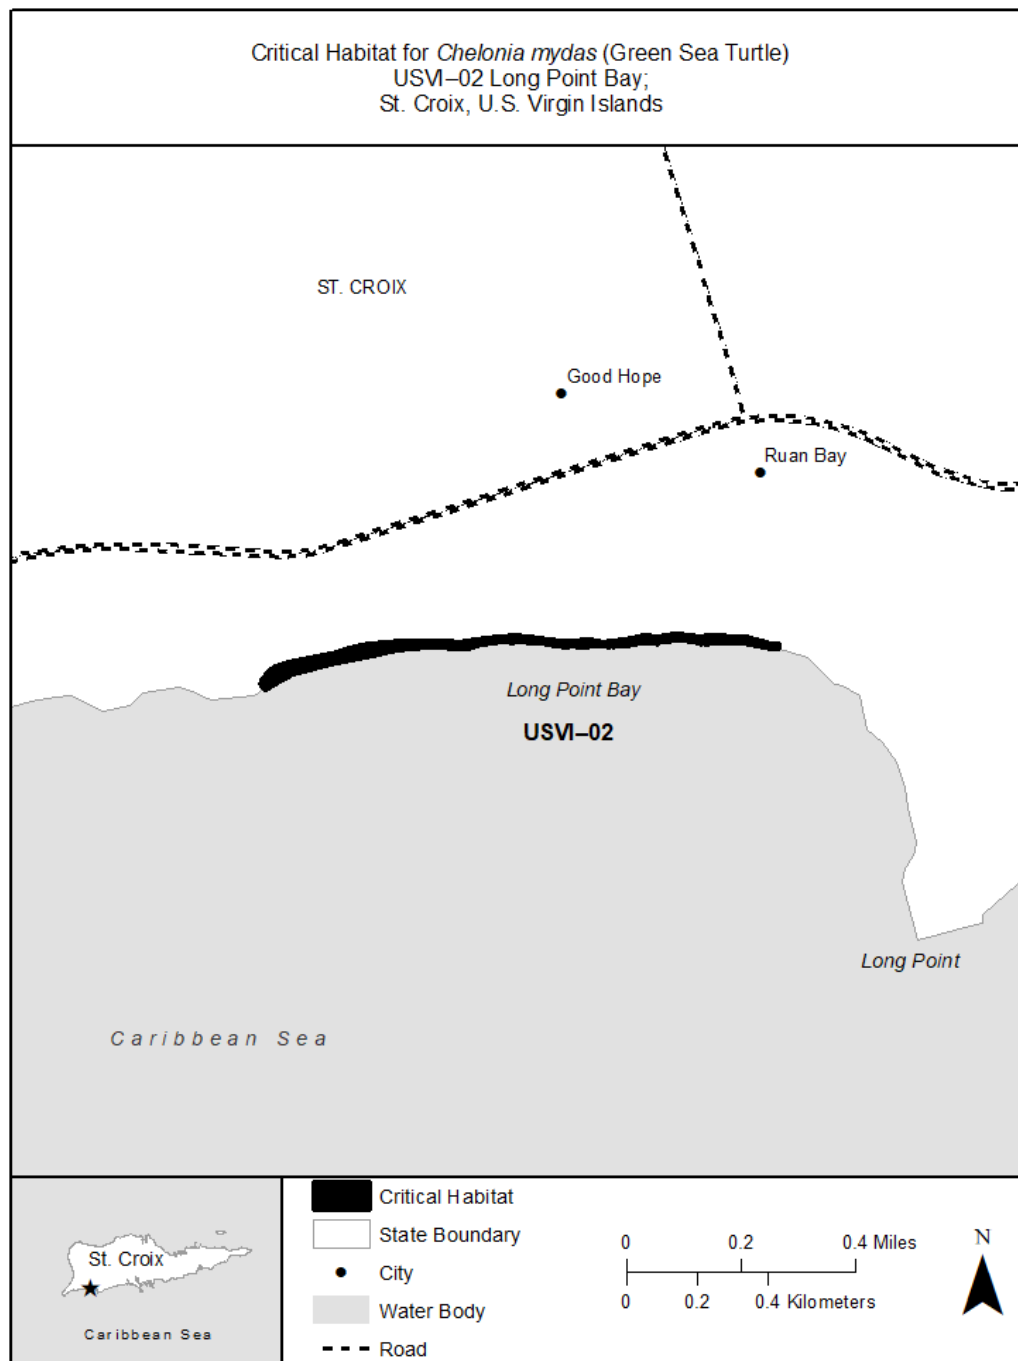 Critical Habitat for Chelonia mydas (Green Sea Turtle)
USVI–02 Long Point Bay;
St. Croix, U.S. Virgin Islands
ST. CROIX
Good Hope
Ruan Bay
Long Point Bay
USVI–02
Long Point
Caribbean Sea
St. Croix
Caribbean Sea
Critical Habitat
State Boundary
City
Water Body
Road
0 0.2 0.4 Miles
0 0.2 0.4 Kilometers
N